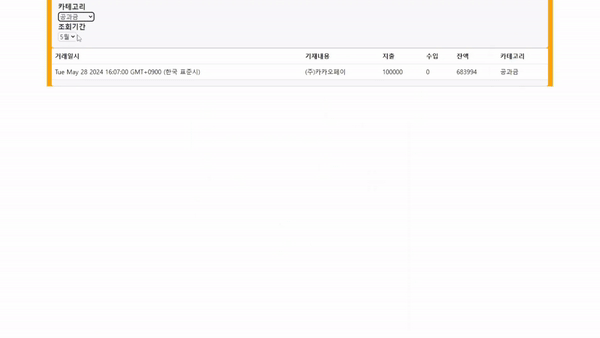 카테고리
공과금
조회기간
5월
거래일시 기재내용 지출 수입 잔액 카테고리
Tue May 28 2024 16:07:00 GMT+0900 (한국 표준시) (주)카카오페이 100000 0 683994 공과금